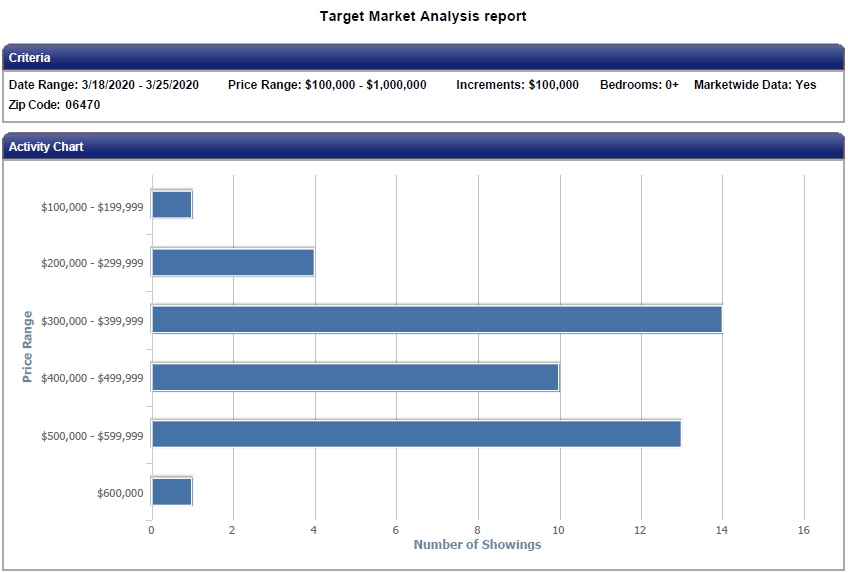 Target Market Analysis report
Criteria
Date Range: 3/18/2020 - 3/25/2020 Price Range: $100,000 - $1,000,000 Increments: $100,000 Bedrooms: 0+ Marketwide Data: Yes
Zip Code: 06470
Activity Chart
Price Range
$100,000 - $199,999
$200,000 - $299,999
$300,000 - $399,999
$400,000 - $499,999
$500,000 - $599,999
$600,000
0 2 4 6 8 10 12 14 16
Number of Showings